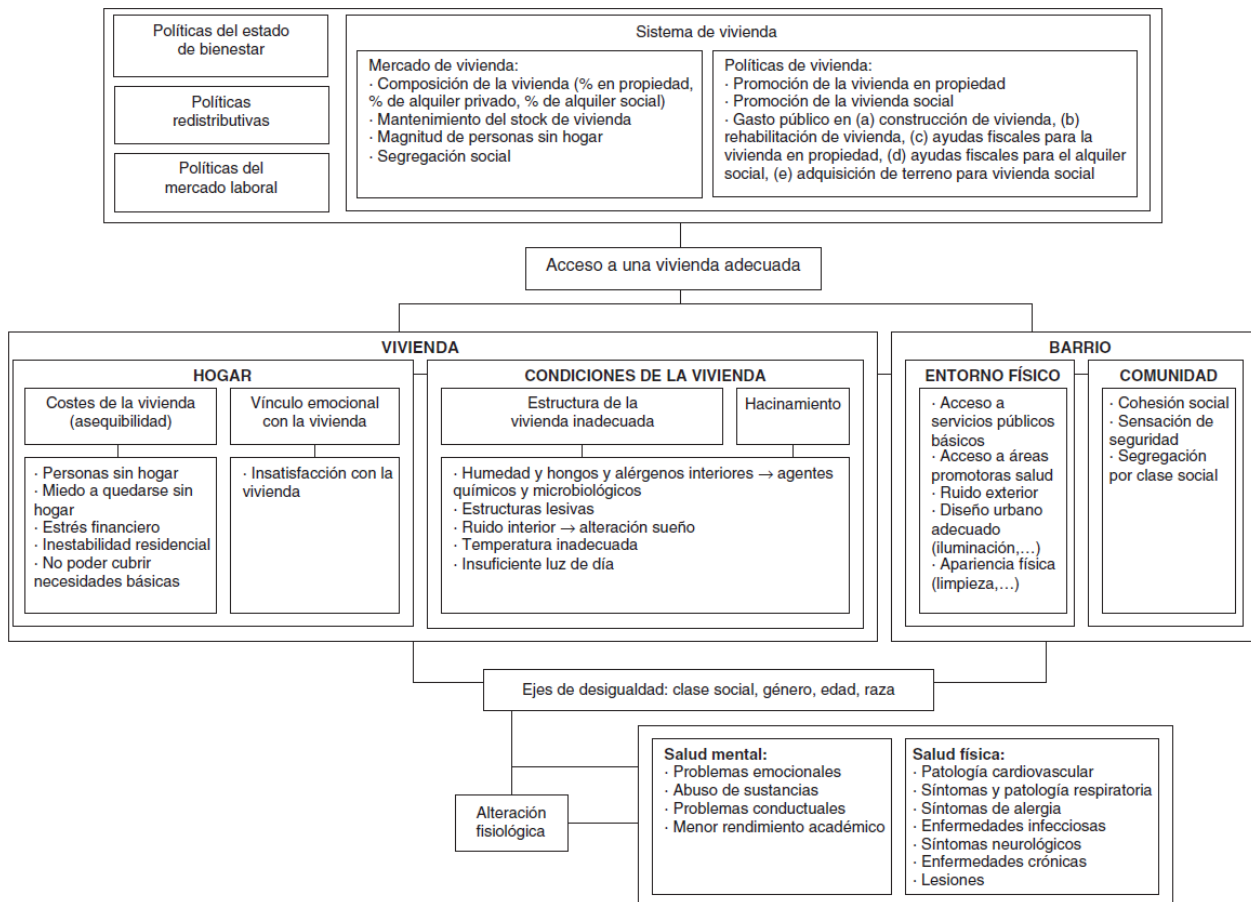 Políticas del estado
de bienestar
Políticas
redistributivas
Políticas del
mercado laboral
Sistema de vivienda
Mercado de vivienda:
· Composición de la vivienda (% en propiedad,
% de alquiler privado, % de alquiler social)
· Mantenimiento del stock de vivienda
· Magnitud de personas sin hogar
· Segregación social
Políticas de vivienda:
· Promoción de la vivienda en propiedad
· Promoción de la vivienda social
· Gasto público en (a) construcción de vivienda, (b)
rehabilitación de vivienda, (c) ayudas fiscales para la
vivienda en propiedad, (d) ayudas fiscales para el alquiler
social, (e) adquisición de terreno para vivienda social
Acceso a una vivienda adecuada
VIVIENDA
HOGAR
Costes de la vivienda
(asequibilidad)
· Personas sin hogar
· Miedo a quedarse sin
hogar
· Estrés financiero
· Inestabilidad residencial
· No poder cubrir
necesidades básicas
Vínculo emocional
con la vivienda
· Insatisfacción con la
vivienda
CONDICIONES DE LA VIVIENDA
Estructura de la
vivienda inadecuada
Hacinamiento
· Humedad y hongos y alérgenos interiores → agentes
químicos y microbiológicos
· Estructuras lesivas
· Ruido interior → alteración sueño
· Temperatura inadecuada
· Insuficiente luz de día
BARRIO
ENTORNO FÍSICO
· Acceso a
servicios públicos
básicos
· Acceso a áreas
promotoras salud
· Ruido exterior
· Diseño urbano
adecuado
(iluminación,…)
· Apariencia física
(limpieza,…)
COMUNIDAD
· Cohesión social
· Sensación de
seguridad
· Segregación
por clase social
Ejes de desigualdad: clase social, género, edad, raza
Alteración
fisiológica
Salud mental:
· Problemas emocionales
· Abuso de sustancias
· Problemas conductuales
· Menor rendimiento académico
Salud física:
· Patología cardiovascular
· Síntomas y patología respiratoria
· Síntomas de alergia
· Enfermedades infecciosas
· Síntomas neurológicos
· Enfermedades crónicas
· Lesiones